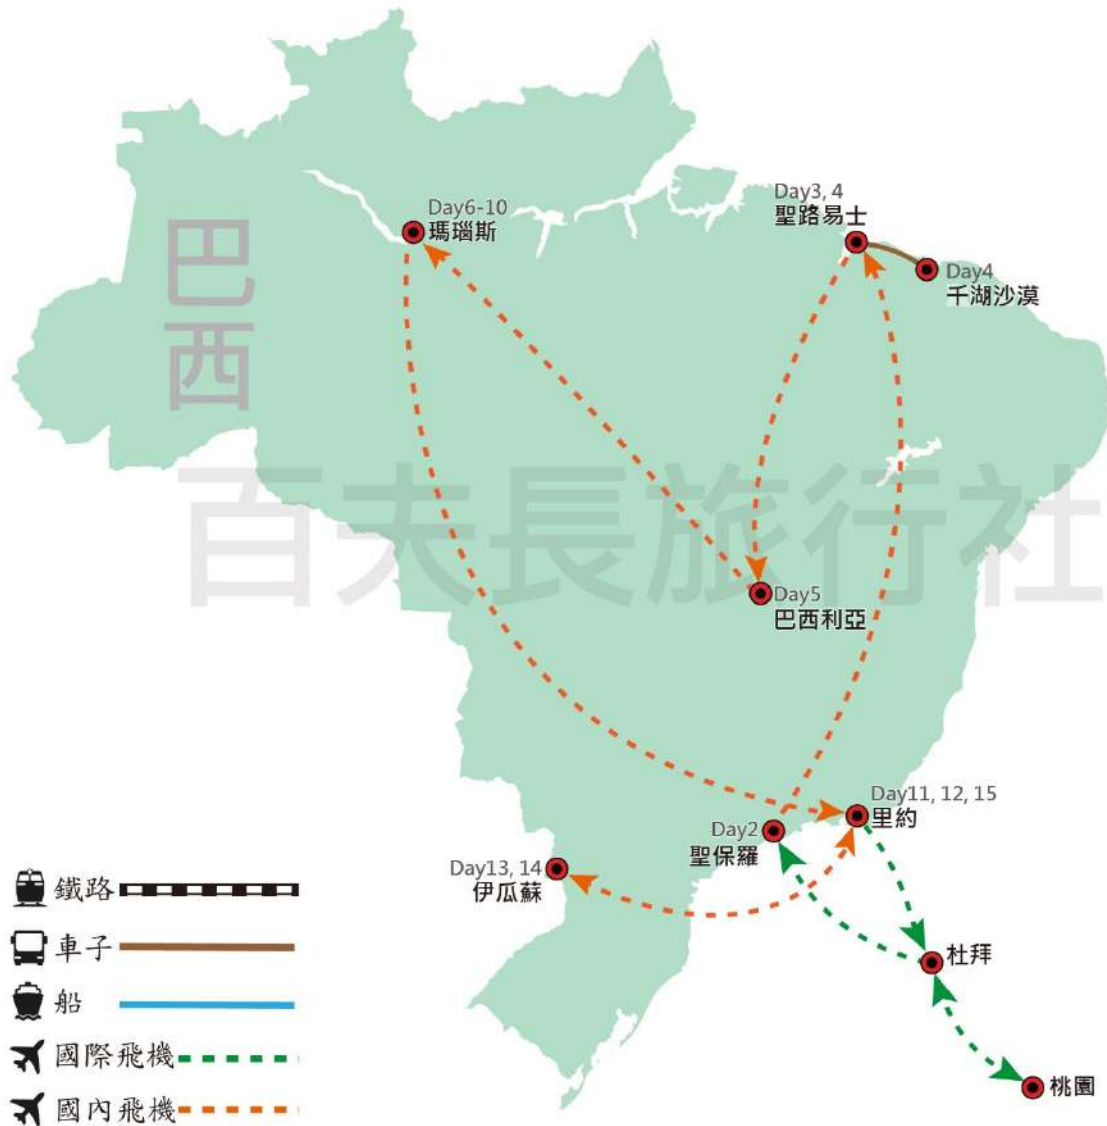 Day3, 4
聖路易士
Day6-10
瑪瑙斯
Day4
千湖沙漠
巴西
百夫長旅行社
Day5
巴西利亞
Day11, 12, 15
里約
Day2
聖保羅
Day13, 14
伊瓜蘇
鐵路
車子
杜拜
船
國際飛機
桃園
國內飛機